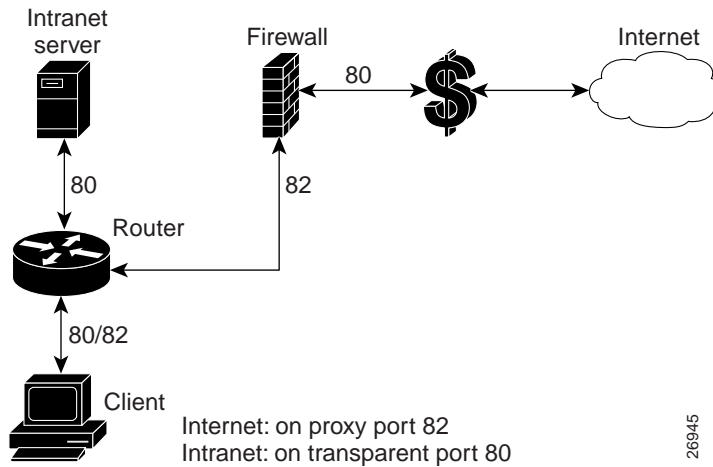 Intranet
server
Firewall
Internet
80
$
80
82
Router
80/82
Client
Internet: on proxy port 82
Intranet: on transparent port 80
26945